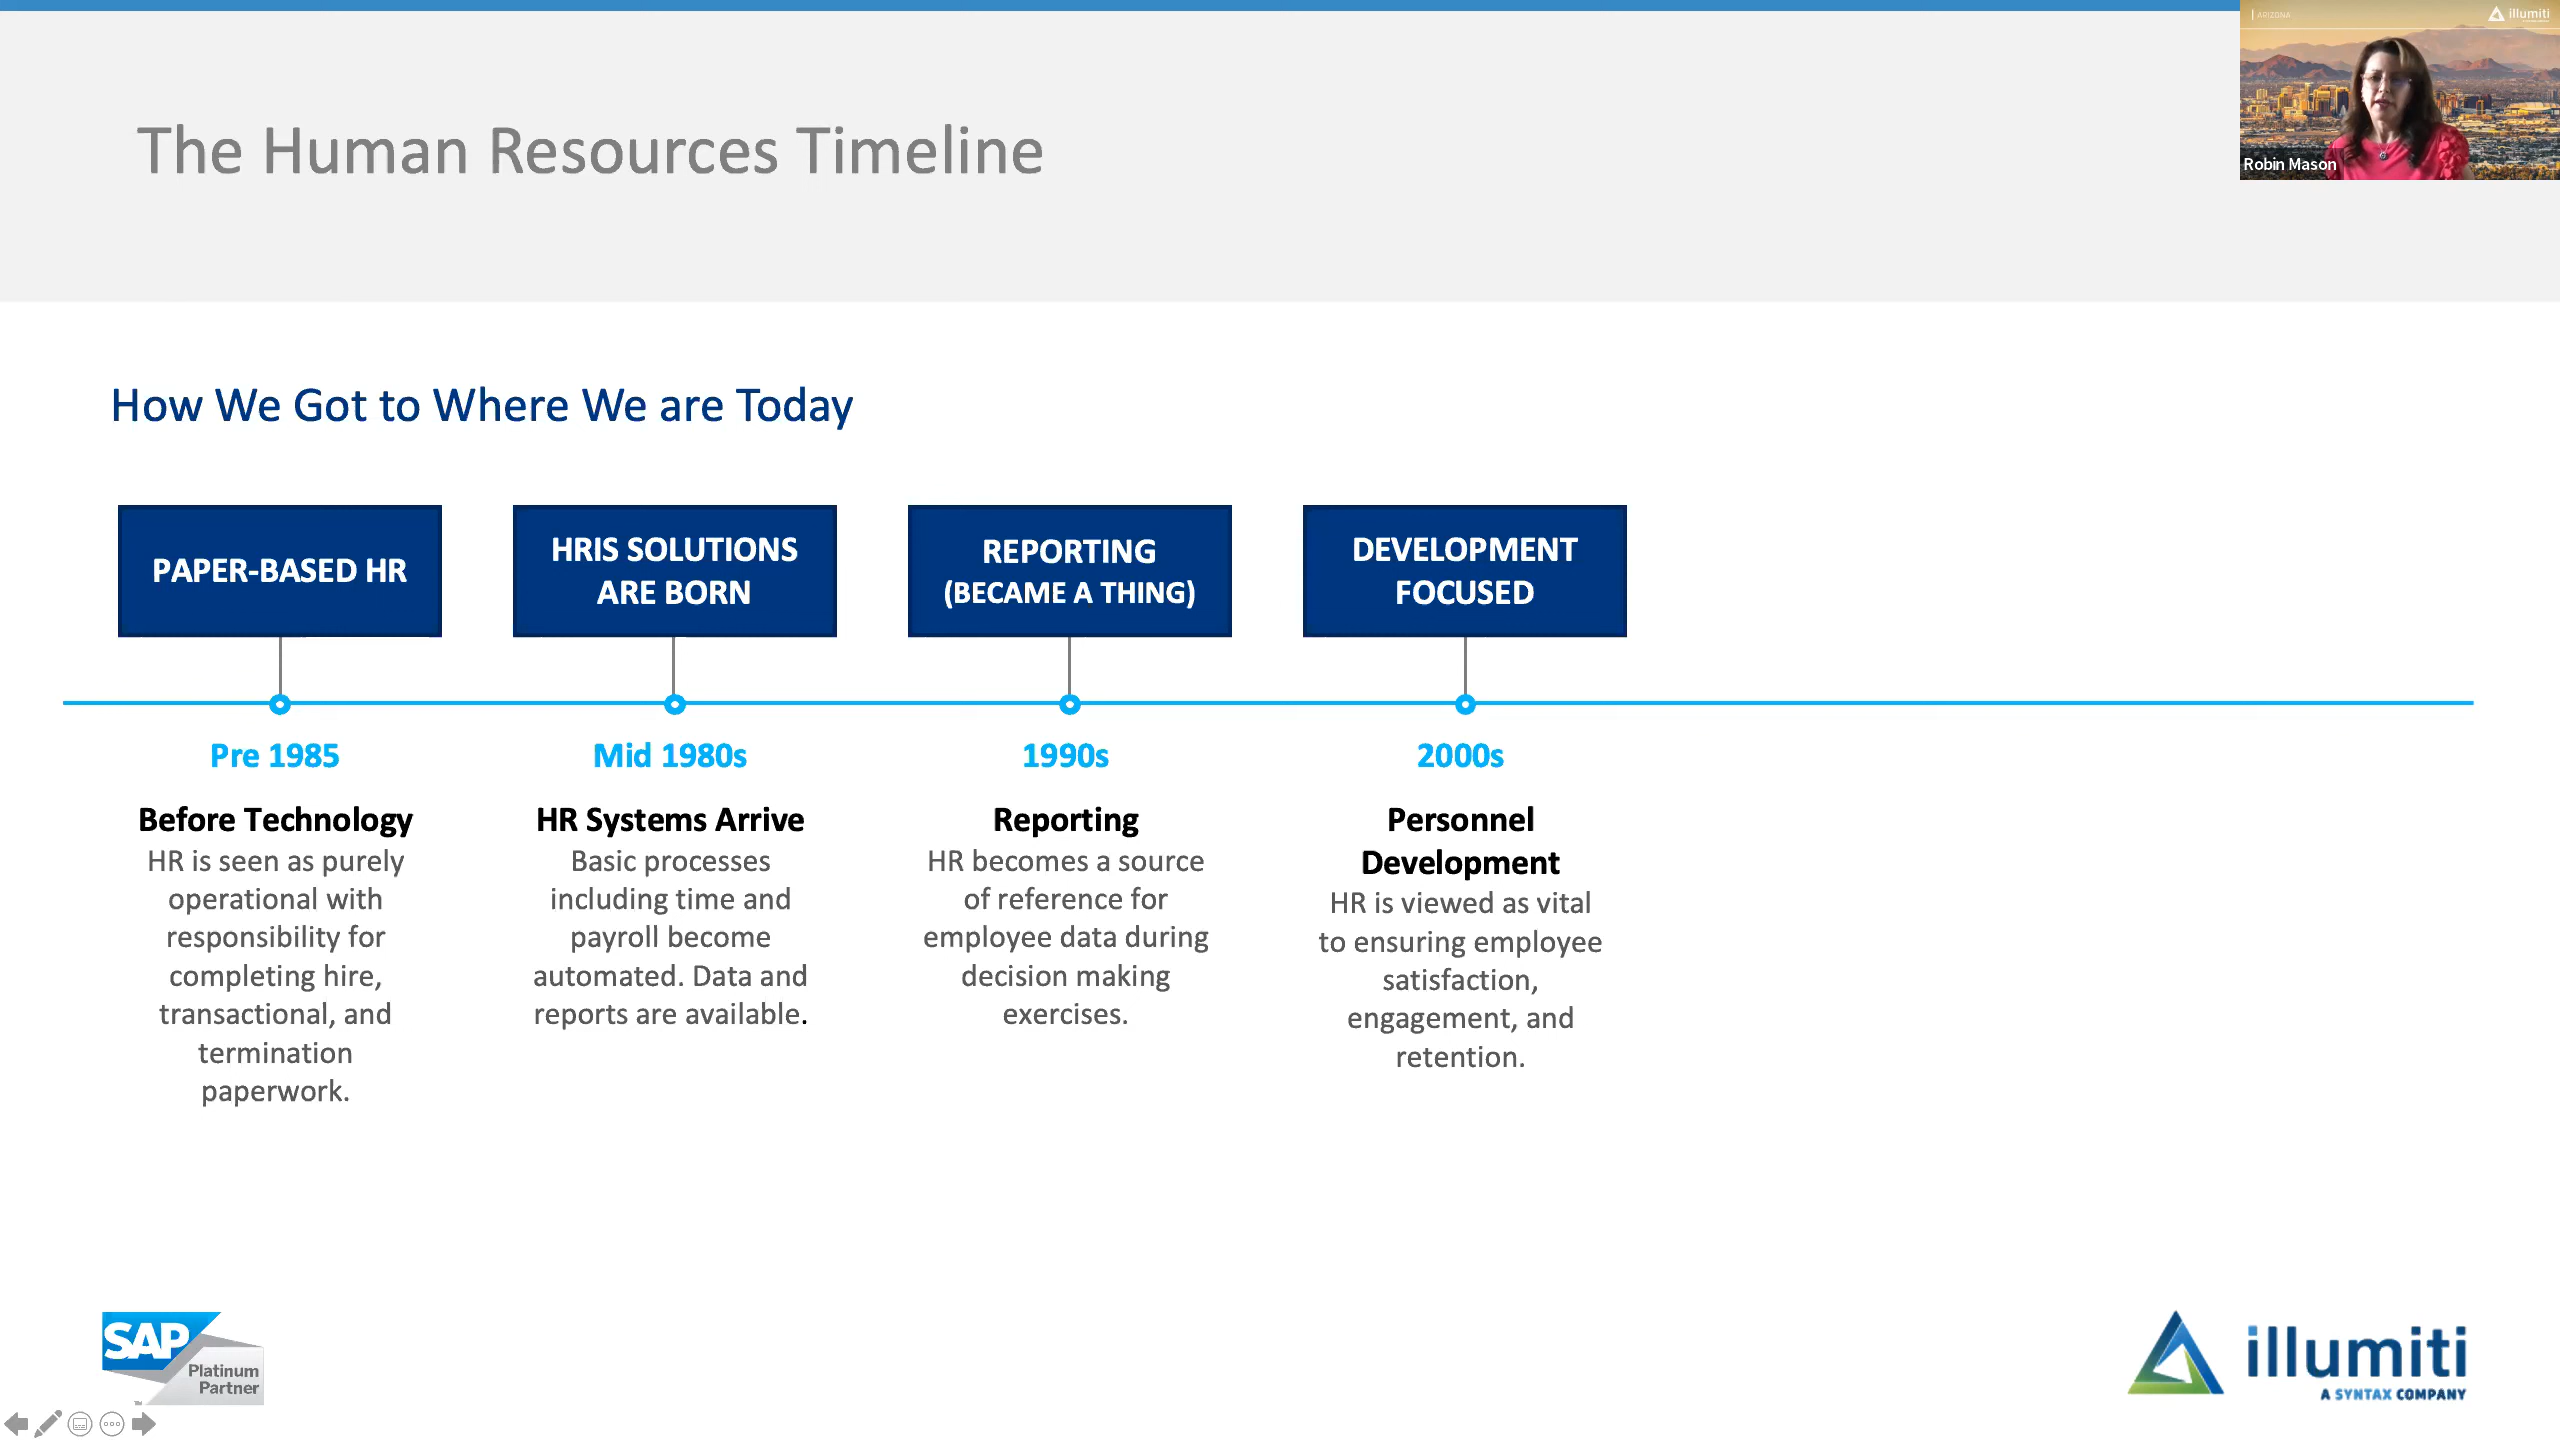 | ARIZONA
illumiti
Robin Mason
The Human Resources Timeline
How We Got to Where We are Today
PAPER-BASED HR
HRIS SOLUTIONS
ARE BORN
REPORTING
(BECAME A THING)
DEVELOPMENT
FOCUSED
Pre 1985
Before Technology
HR is seen as purely
operational with
responsibility for
completing hire,
transactional, and
termination
paperwork.
Mid 1980s
HR Systems Arrive
Basic processes
including time and
payroll become
automated. Data and
reports are available.
1990s
Reporting
HR becomes a source
of reference for
employee data during
decision making
exercises.
2000s
Personnel
Development
HR is viewed as vital
to ensuring employee
satisfaction,
engagement, and
retention.
SAP
Platinum
Partner
illumiti
A SYNTAX COMPANY